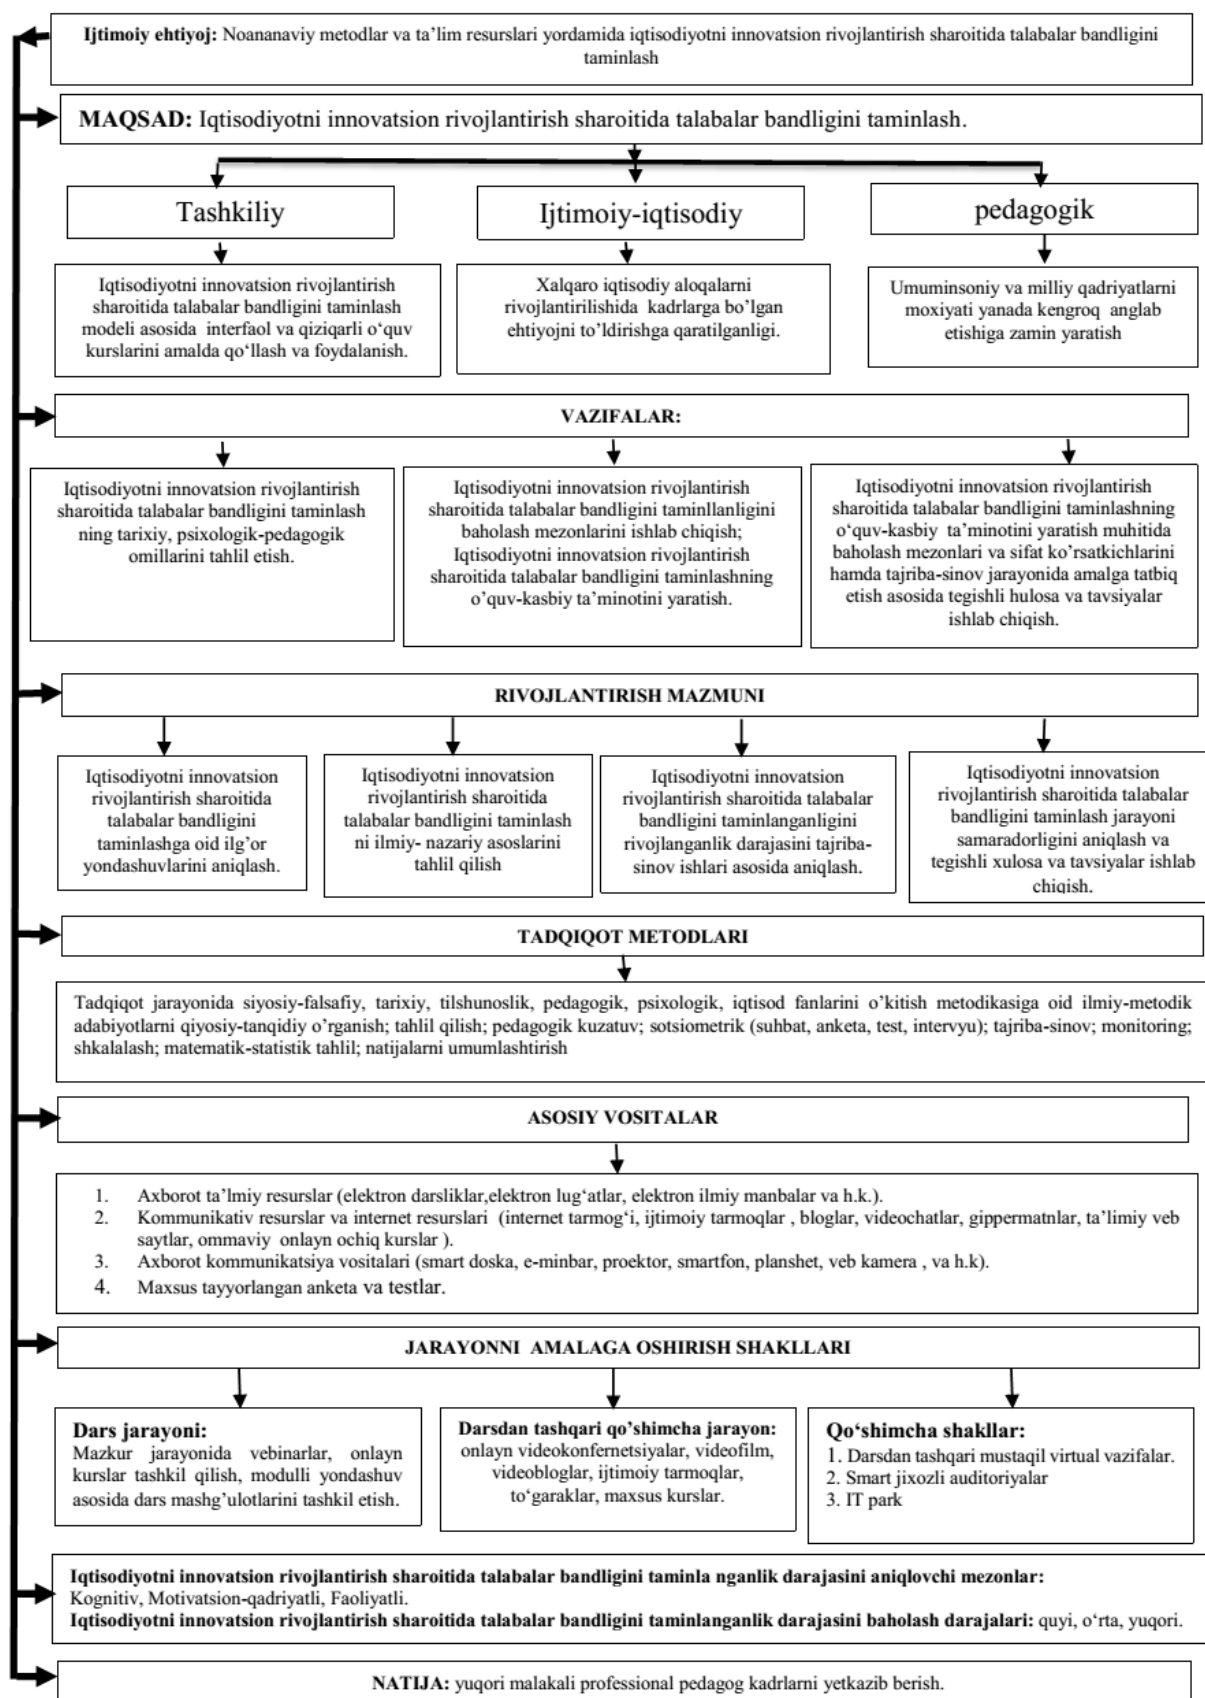 Ijtimoiy ehtiyoj: Noananaviy metodlar va ta’lim resurslari yordamida iqtisodiyotni innovatsion rivojlantirish sharoitida talabalar bandligini
taminlash
MAQSAD: Iqtisodiyotni innovatsion rivojlantirish sharoitida talabalar bandligini taminlash.
Tashkiliy
Ijtimoiy-iqtisodiy
pedagogik
Iqtisodiyotni innovatsion rivojlantirish
sharoitida talabalar bandligini taminlash
modeli asosida interfaol va qiziqarli o‘quv
kurslarini amalda qo‘llash va foydalanish.
Xalqaro iqtisodiy aloqalarni
rivojlantirilishida kadrlarga bo’lgan
ehtiyojni to’ldirishga qaratilganligi.
Umuminsoniy va milliy qadriyatlarni
moxiyati yanada kengroq anglab
etishiga zamin yaratish
VAZIFALAR:
Iqtisodiyotni innovatsion rivojlantirish
sharoitida talabalar bandligini taminlash
ning tarixiy, psixologik-pedagogik
omillarini tahlil etish.
Iqtisodiyotni innovatsion rivojlantirish
sharoitida talabalar bandligini taminllanligini
baholash mezonlarini ishlab chiqish;
Iqtisodiyotni innovatsion rivojlantirish
sharoitida talabalar bandligini taminlashning
o’quv-kasbiy ta’minotini yaratish.
Iqtisodiyotni innovatsion rivojlantirish
sharoitida talabalar bandligini taminlashning
o‘quv-kasbiy ta’minotini yaratish muhitida
baholash mezonlari va sifat ko’rsatkichlarini
hamda tajriba-sinov jarayonida amalga tatbiq
etish asosida tegishli hulosa va tavsiyalar
ishlab chiqish.
RIVOJLANTIRISH MAZMUNI
Iqtisodiyotni innovatsion
rivojlantirish sharoitida
talabalar bandligini
taminlashga oid ilg’or
yondashuvlarini aniqlash.
Iqtisodiyotni innovatsion
rivojlantirish sharoitida
talabalar bandligini taminlash
ni ilmiy- nazariy asoslarini
tahlil qilish
Iqtisodiyotni innovatsion
rivojlantirish sharoitida talabalar
bandligini taminlanganligini
rivojlanganlik darajasini tajriba-
sinov ishlari asosida aniqlash.
Iqtisodiyotni innovatsion
rivojlantirish sharoitida talabalar
bandligini taminlash jarayoni
samaradorligini aniqlash va
tegishli xulosa va tavsiyalar ishlab
chiqish.
TADQIQOT METODLARI
Tadqiqot jarayonida siyosiy-falsafiy, tarixiy, tilshunoslik, pedagogik, psixologik, iqtisod fanlarini o’kitish metodikasiga oid ilmiy-metodik
adabiyotlarni qiyosiy-tanqidiy o’rganish; tahlil qilish; pedagogik kuzatuv; sotsiometrik (suhbat, anketa, test, intervyu); tajriba-sinov; monitoring;
shkalalash; matematik-statistik tahlil; natijalarni umumlashtirish
ASOSIY VOSITALAR
1. Axborot ta’lmiy resurslar (elektron darsliklar,elektron lug‘atlar, elektron ilmiy manbalar va h.k.).
2. Kommunikativ resurslar va internet resurslari (internet tarmog‘i, ijtimoiy tarmoqlar , bloglar, videochatlar, gippermatnlar, ta’limiy veb
saytlar, ommaviy onlayn ochiq kurslar ).
3. Axborot kommunikatsiya vositalari (smart doska, e-minbar, proektor, smartfon, planshet, veb kamera , va h.k).
4. Maxsus tayyorlangan anketa va testlar.
JARAYONNI AMALAGA OSHIRISH SHAKLLARI
Dars jarayoni:
Mazkur jarayonida vebinarlar, onlayn
kurslar tashkil qilish, modulli yondashuv
asosida dars mashg’ulotlarini tashkil etish.
Darsdan tashqari qo’shimcha jarayon:
onlayn videokonfernetsiyalar, videofilm,
videobloglar, ijtimoiy tarmoqlar,
to‘garaklar, maxsus kurslar.
Qo‘shimcha shakllar:
1. Darsdan tashqari mustaqil virtual vazifalar.
2. Smart jixozli auditoriyalar
3. IT park
Iqtisodiyotni innovatsion rivojlantirish sharoitida talabalar bandligini taminla nganlik darajasini aniqlovchi mezonlar:
Kognitiv, Motivatsion-qadriyatli, Faoliyatli.
Iqtisodiyotni innovatsion rivojlantirish sharoitida talabalar bandligini taminlanganlik darajasini baholash darajalari: quyi, o‘rta, yuqori.
NATIJA: yuqori malakali professional pedagog kadrlarni yetkazib berish.